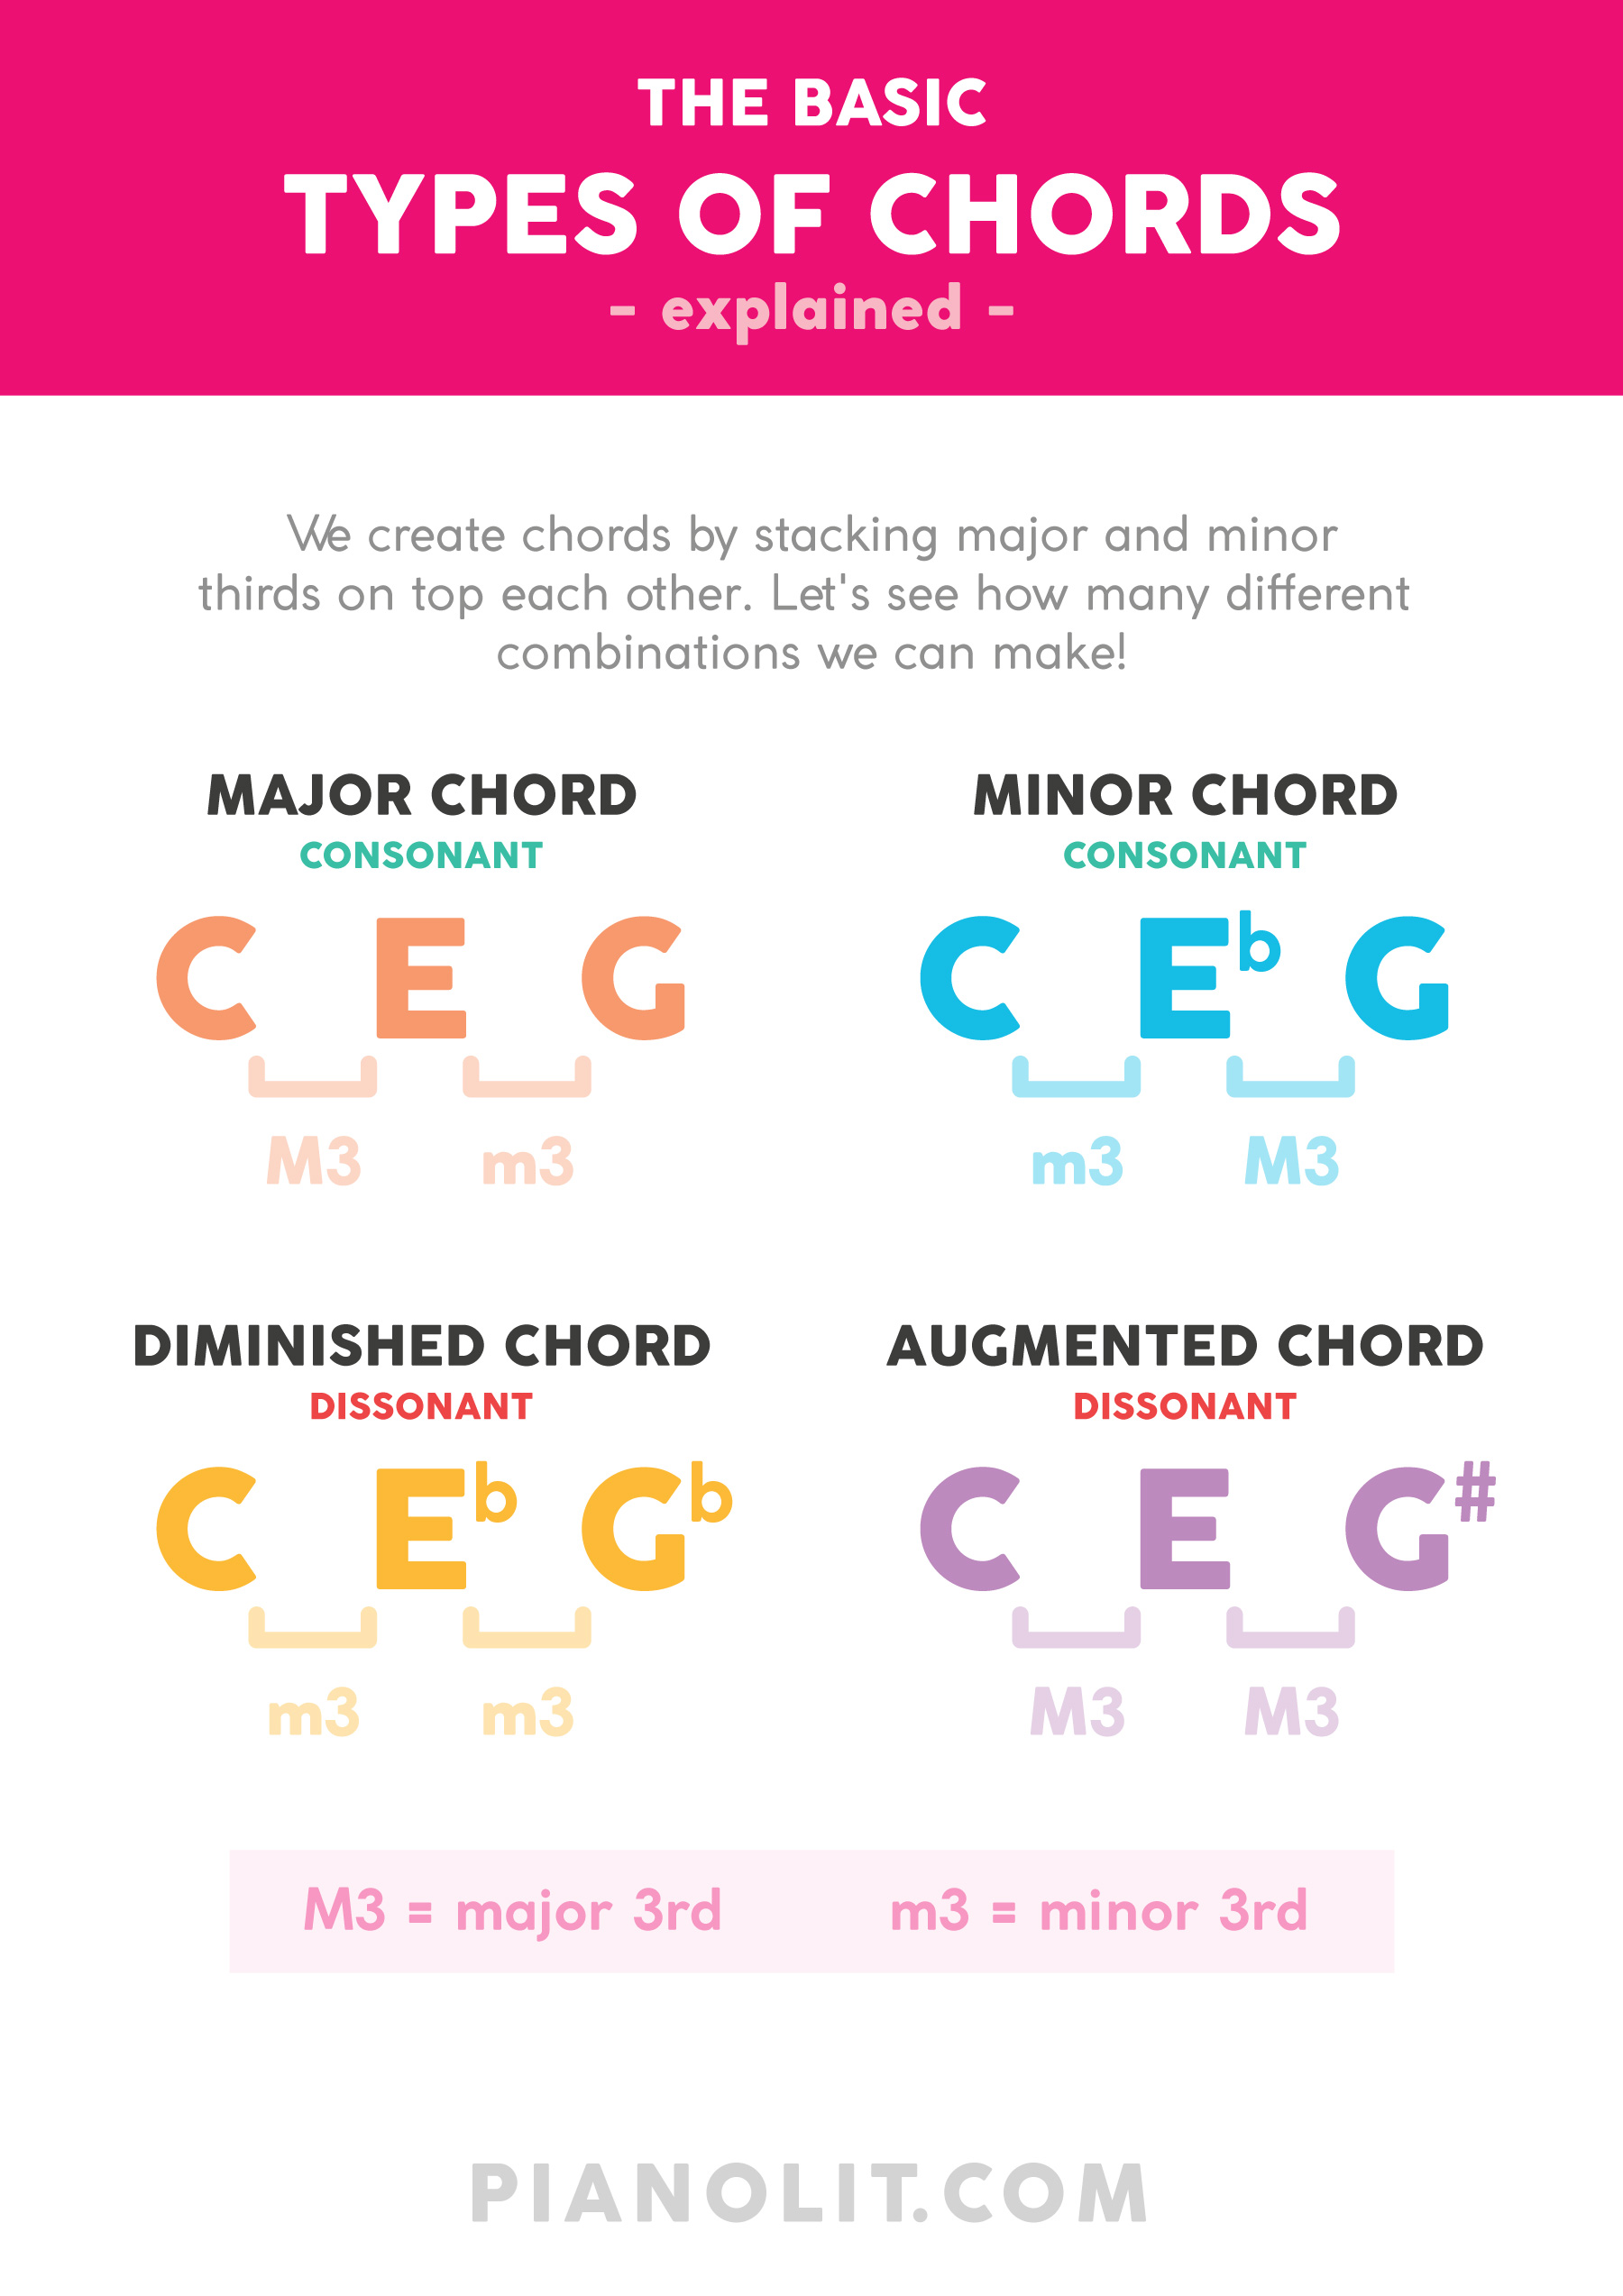 THE BASIC
TYPES OF CHORDS
- explained -
We create chords by stacking major and minor
thirds on top each other. Let's see how many different
combinations we can make!
MAJOR CHORD
CONSONANT
C E G
M3 m3
MINOR CHORD
CONSONANT
C E♭ G
m3 M3
DIMINISHED CHORD
DISSONANT
C E♭ G♭
m3 m3
AUGMENTED CHORD
DISSONANT
C E G#
M3 M3
M3 = major 3rd m3 = minor 3rd
PIANOLIT.COM